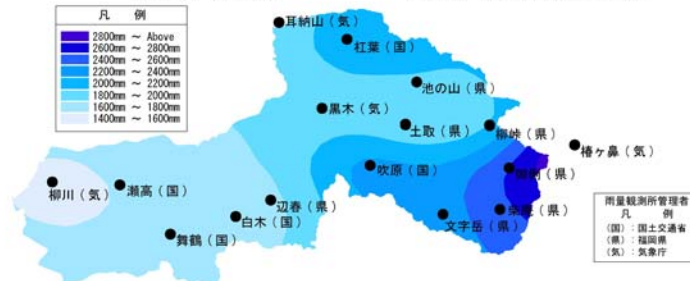 凡　例
2800mm ～ Above
2600mm ～ 2800mm
2400mm ～ 2600mm
2200mm ～ 2400mm
2000mm ～ 2200mm
1800mm ～ 2000mm
1600mm ～ 1800mm
1400mm ～ 1600mm
耳納山（気）
杠葉（国）
池の山（県）
黒木（気）
土取（県）
柳峠（県）
椿ヶ鼻（気）
吹原（国）
（県）
柳川（気）
瀬高（国）
辺春（県）
（県）
白木（国）
文字岳（県）
舞鶴（国）
雨量観測所管理者
凡　例
（国）：国土交通省
（県）：福岡県
（気）：気象庁